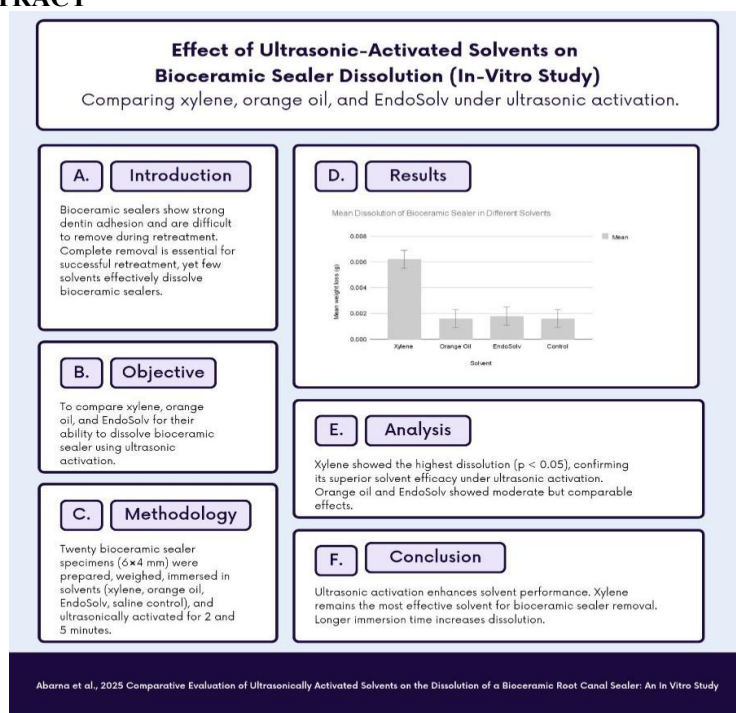 Effect of Ultrasonic-Activated Solvents on
Bioceramic Sealer Dissolution (In-Vitro Study)
Comparing xylene, orange oil, and EndoSolv under ultrasonic activation.
A. Introduction
Bioceramic sealers show strong
dentin adhesion and are difficult
to remove during retreatment.
Complete removal is essential for
successful retreatment, yet few
solvents effectively dissolve
bioceramic sealers.
B. Objective
To compare xylene, orange
oil, and EndoSolv for their
ability to dissolve bioceramic
sealer using ultrasonic
activation.
C. Methodology
Twenty bioceramic sealer
specimens (6×4 mm) were
prepared, weighed, immersed in
solvents (xylene, orange oil,
EndoSolv, saline control), and
ultrasonically activated for 2 and
5 minutes.
D. Results
Mean Dissolution of Bioceramic Sealer in Different Solvents
Mean
Mean weight loss (g)
0.008
0.006
0.004
0.002
0.000
Xylene Orange Oil EndoSolv Control
Solvent
E. Analysis
Xylene showed the highest dissolution (p < 0.05), confirming
its superior solvent efficacy under ultrasonic activation.
Orange oil and EndoSolv showed moderate but comparable
effects.
F. Conclusion
Ultrasonic activation enhances solvent performance. Xylene
remains the most effective solvent for bioceramic sealer removal.
Longer immersion time increases dissolution.
Abarna et al., 2025 Comparative Evaluation of Ultrasonically Activated Solvents on the Dissolution of a Bioceramic Root Canal Sealer: An In Vitro Study